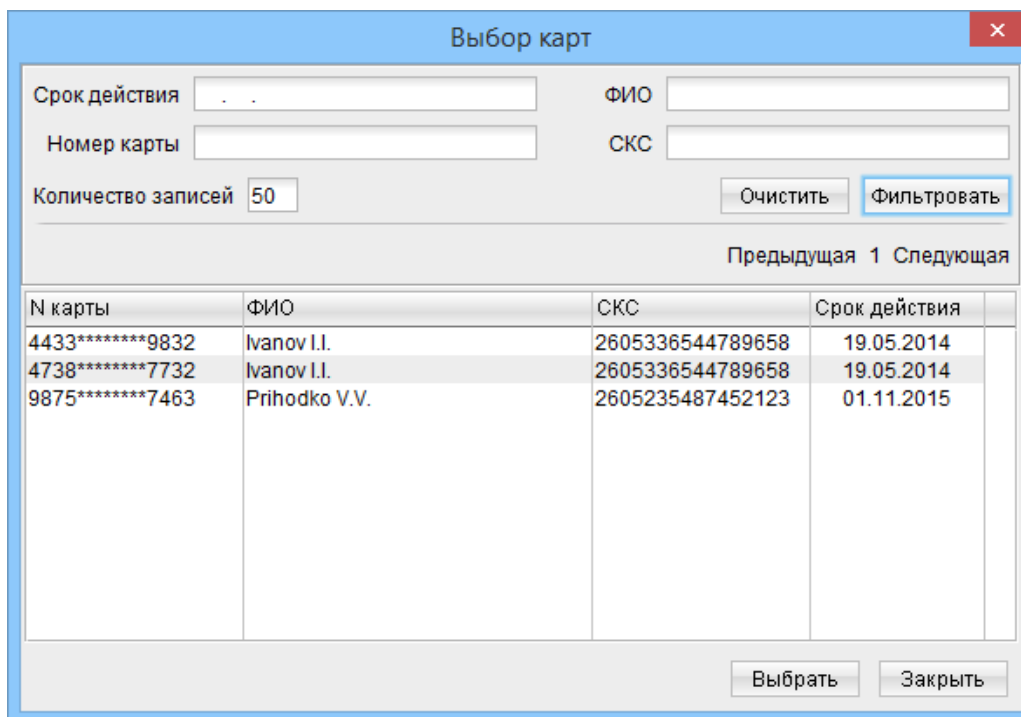 Выбор карт
Срок действия . . ФИО
Номер карты СКС
Количество записей 50 Очистить Фильтровать
Предыдущая 1 Следующая
N карты ФИО СКС Срок действия
4433********9832 Ivanov I.I. 2605336544789658 19.05.2014
4738********7732 Ivanov I.I. 2605336544789658 19.05.2014
9875********7463 Prihodko V.V. 2605235487452123 01.11.2015
Выбрать Закрыть